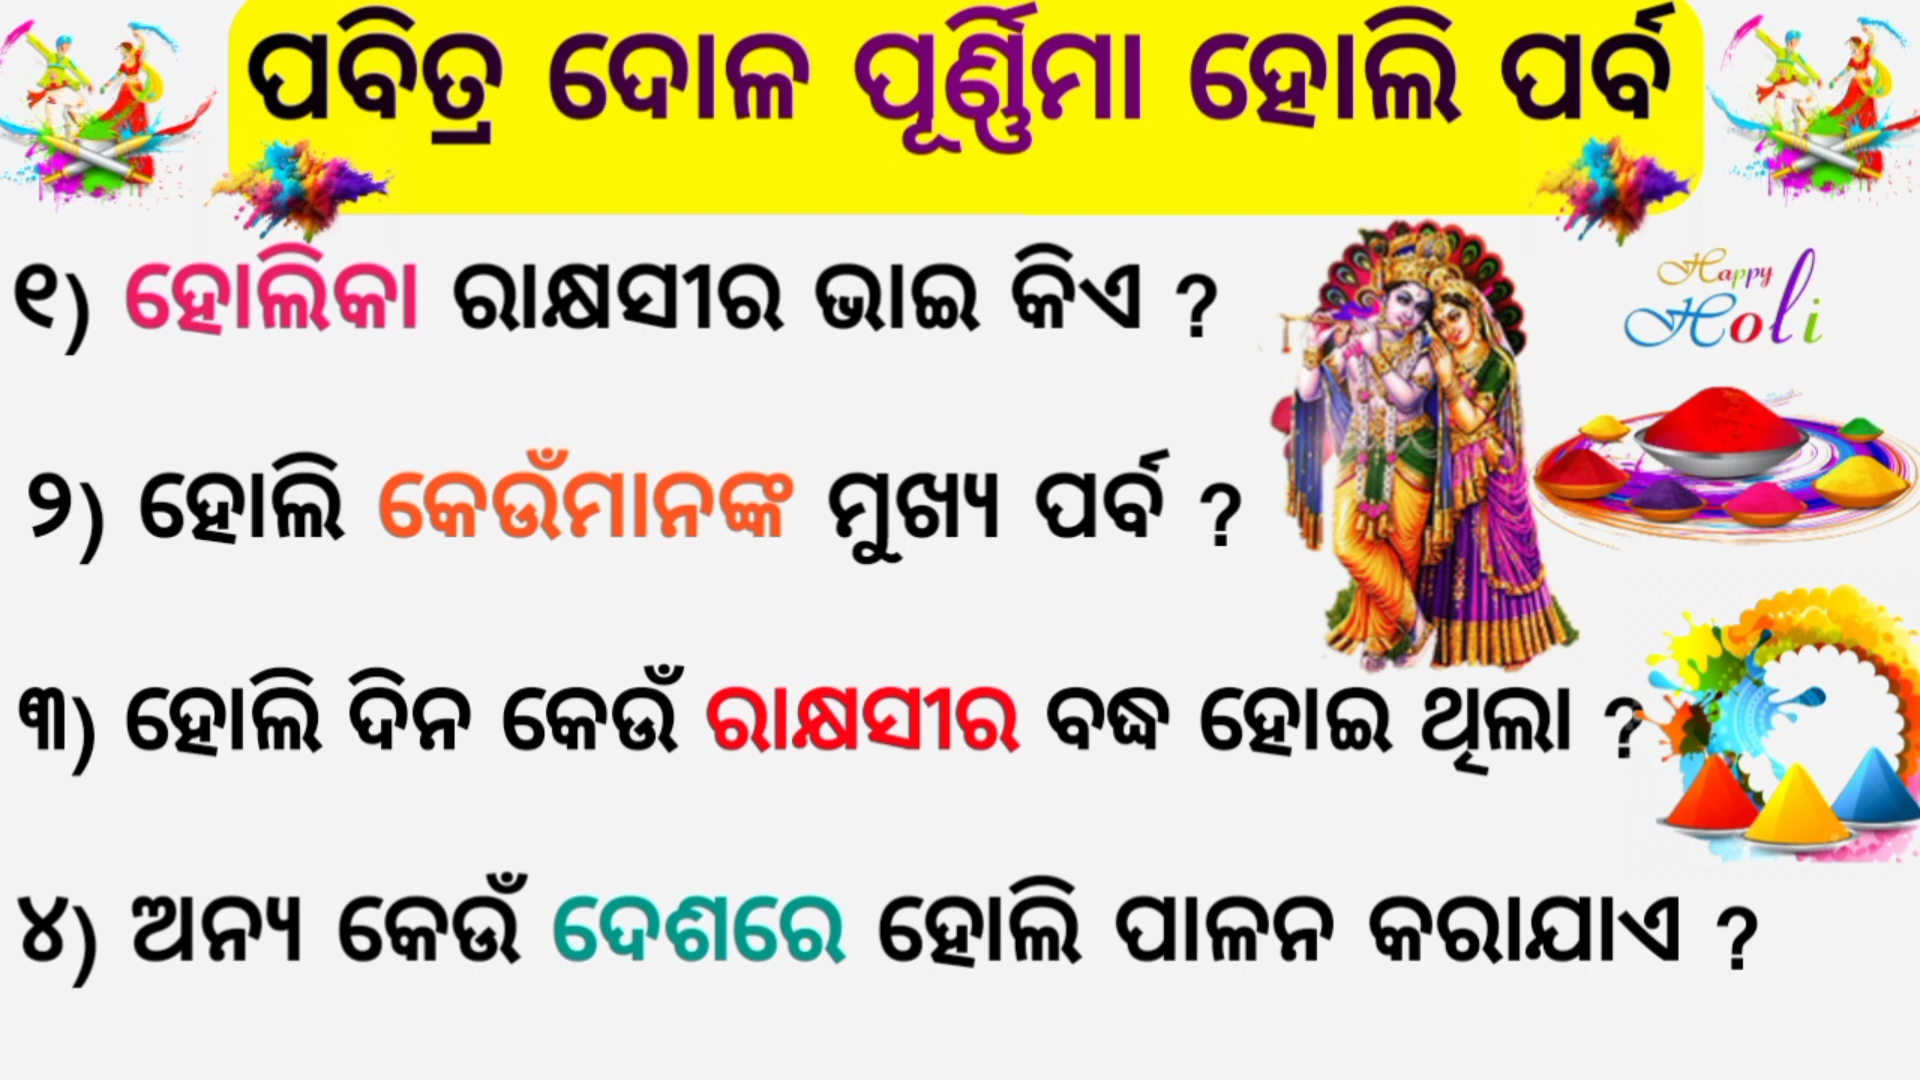 ପବିତ୍ର ଦୋଳ ପୂର୍ଣ୍ଣିମା ହୋଲି ପର୍ବ
୧) ହୋଲିକା ରାକ୍ଷସୀର ଭାଇ କିଏ ?
Happy
Holi
୨) ହୋଲି କେଉଁମାନଙ୍କ ମୁଖ୍ୟ ପର୍ବ ?
୩) ହୋଲି ଦିନ କେଉଁ ରାକ୍ଷସୀର ବଦ୍ଧ ହୋଇ ଥିଲା ?
୪) ଅନ୍ୟ କେଉଁ ଦେଶରେ ହୋଲି ପାଳନ କରାଯାଏ ?